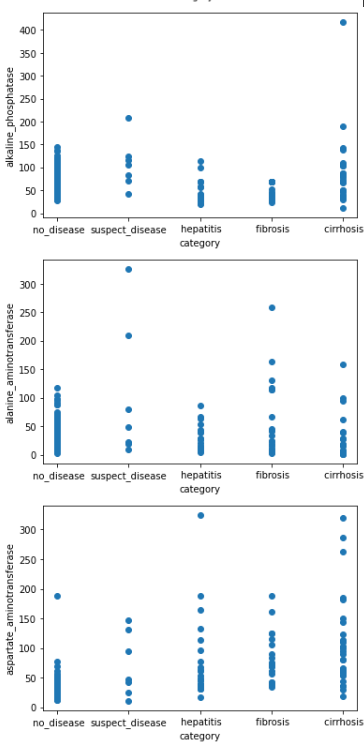 alkaline_phosphatase
400
350
300
250
200
150
100
50
0
no_disease suspect_disease hepatitis fibrosis cirrhosis
category
alanine_aminotransferase
300
250
200
150
100
50
0
no_disease suspect_disease hepatitis fibrosis cirrhosis
category
aspartate_aminotransferase
300
250
200
150
100
50
0
no_disease suspect_disease hepatitis fibrosis cirrhosis
category